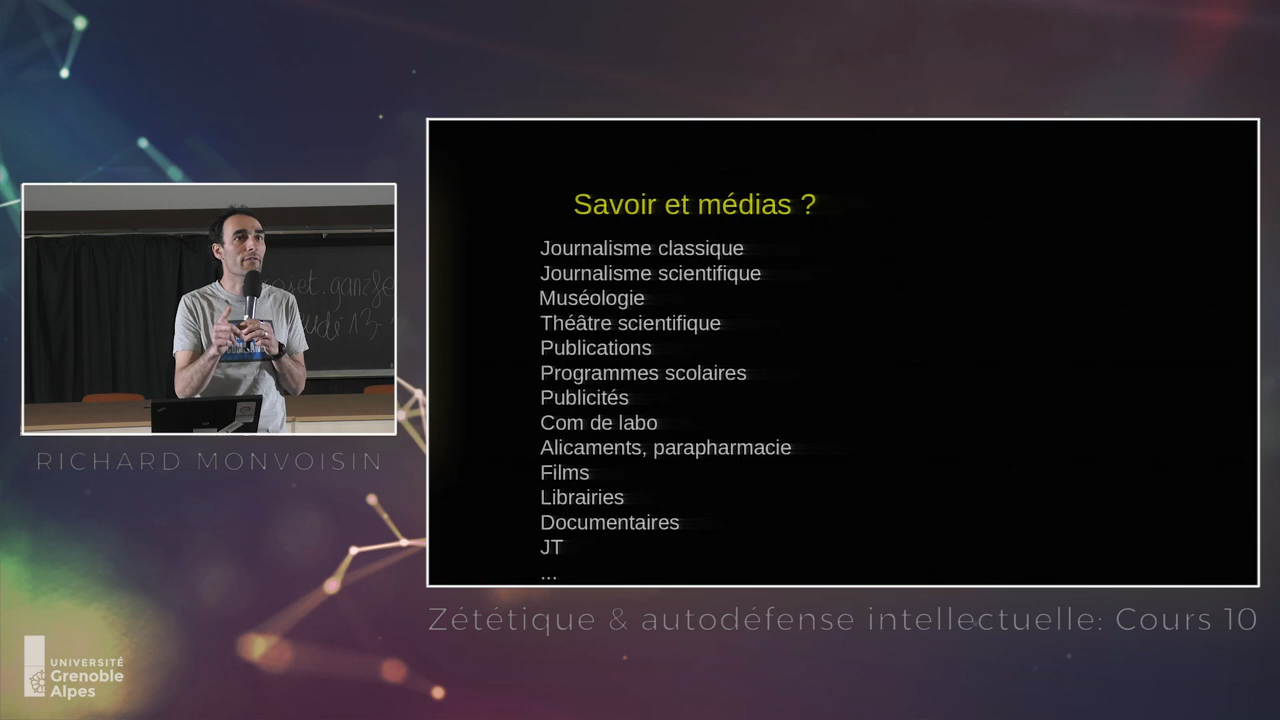 Savoir et médias ?
Journalisme classique
Journalisme scientifique
Muséologie
Théâtre scientifique
Publications
Programmes scolaires
Publicités
Com de labo
Alicaments, parapharmacie
Films
Librairies
Documentaires
JT
...
RICHARD MONVOISIN
Zététique & autodéfense intellectuelle: Cours 10
UNIVERSITÉ
Grenoble
Alpes